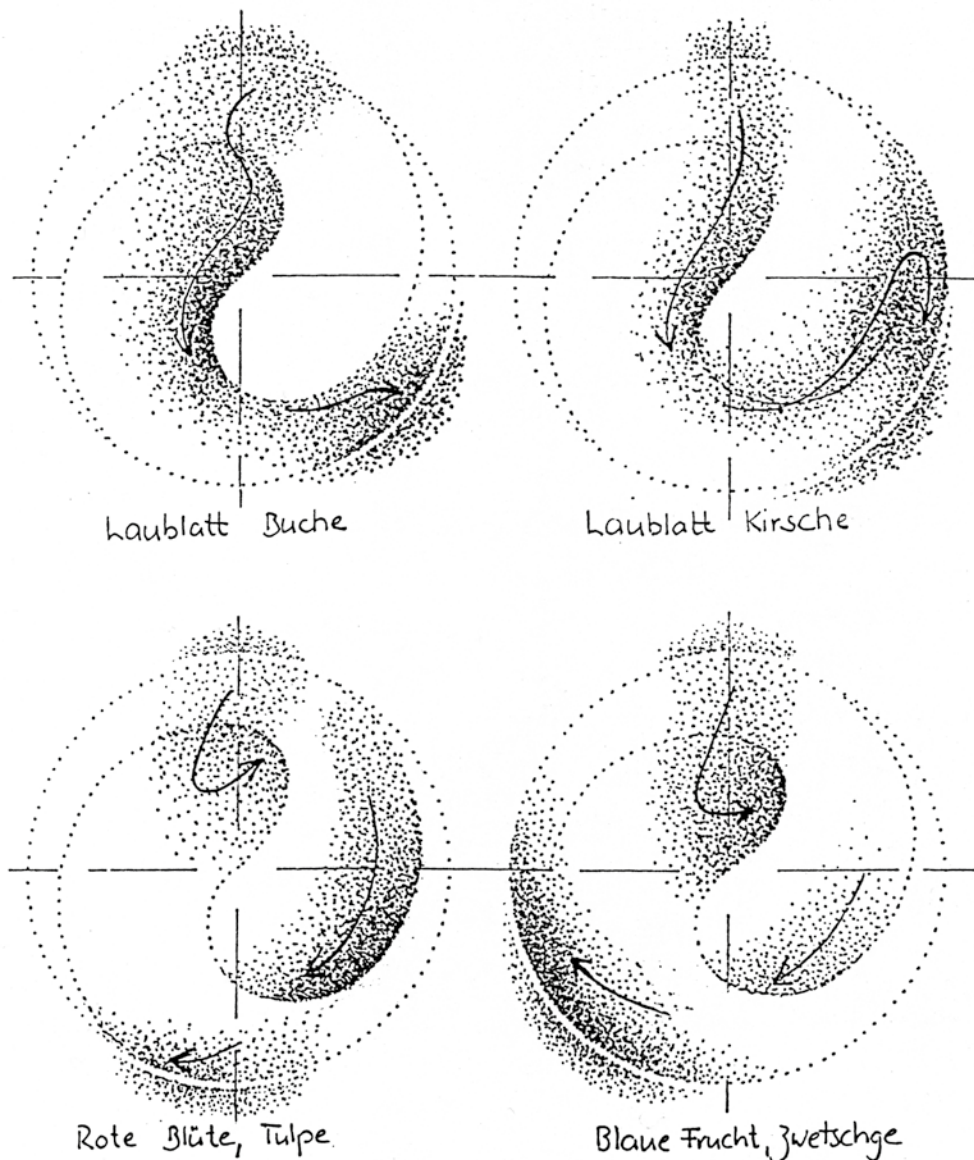 Laublatt Buche
Laublatt Kirsche
Rote Blüte, Tulpe
Blaue Frucht, Zwetschge